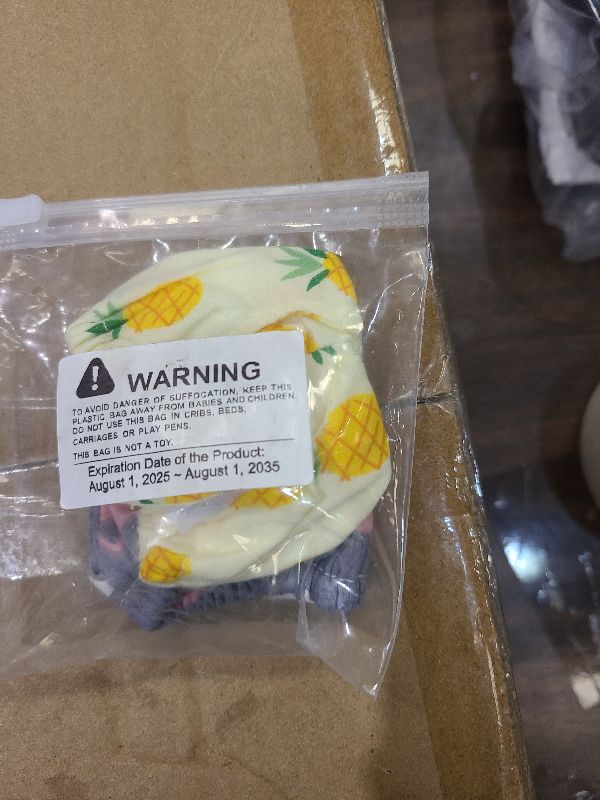 WARNING
TO AVOID DANGER OF SUFFOCATION, KEEP THIS
PLASTIC BAG AWAY FROM BABIES AND CHILDREN.
DO NOT USE THIS BAG IN CRIBS, BEDS,
CARRIAGES OR PLAY PENS.
THIS BAG IS NOT A TOY.
Expiration Date of the Product:
August 1, 2025 ~ August 1, 2035